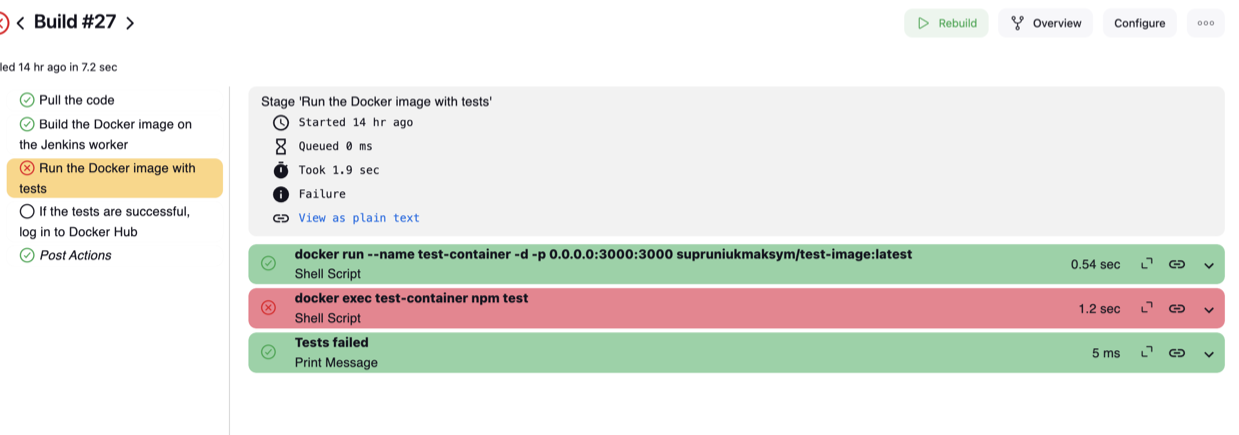 Build #27
Rebuild
Overview
Configure
led 14 hr ago in 7.2 sec
Pull the code
Build the Docker image on
the Jenkins worker
Run the Docker image with
tests
If the tests are successful,
log in to Docker Hub
Post Actions
Stage 'Run the Docker image with tests'
Started 14 hr ago
Queued 0 ms
Took 1.9 sec
Failure
View as plain text
docker run --name test-container -d -p 0.0.0.0:3000:3000 supruniukmaksym/test-image:latest
Shell Script
0.54 sec
docker exec test-container npm test
Shell Script
1.2 sec
Tests failed
Print Message
5 ms